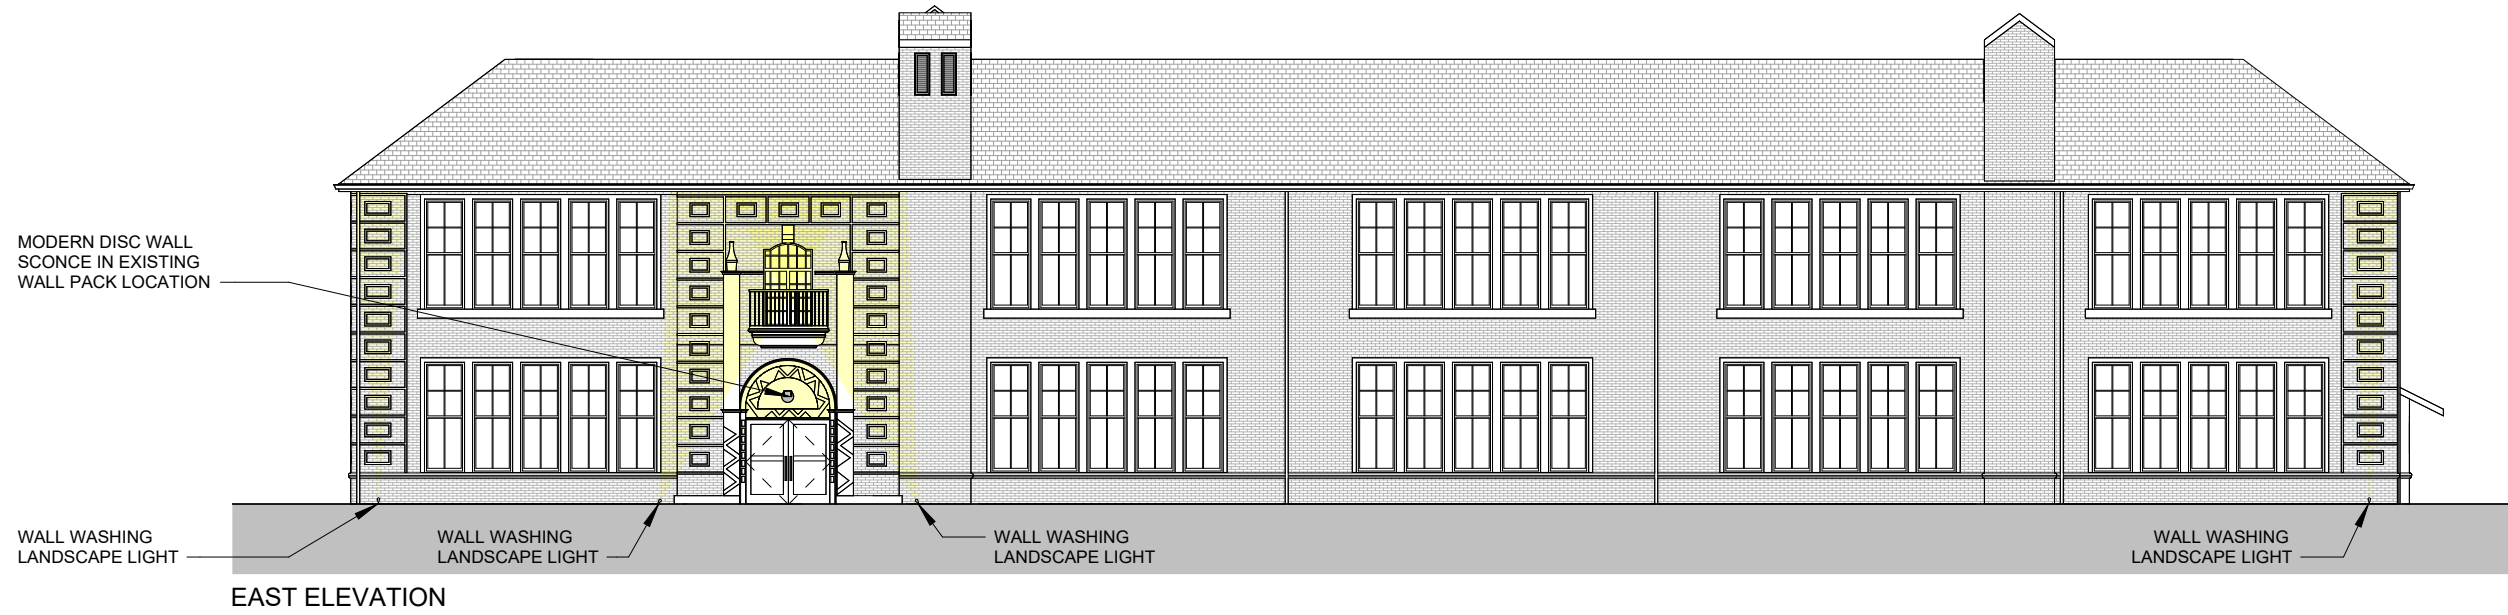 MODERN DISC WALL
SCONCE IN EXISTING
WALL PACK LOCATION
WALL WASHING
LANDSCAPE LIGHT
WALL WASHING
LANDSCAPE LIGHT
WALL WASHING
LANDSCAPE LIGHT
WALL WASHING
LANDSCAPE LIGHT
EAST ELEVATION